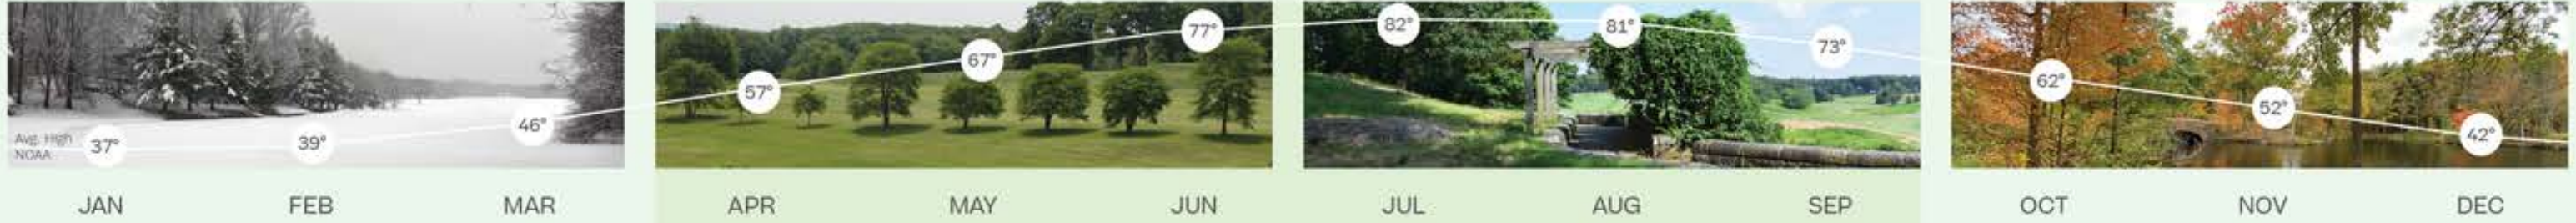 37°
39°
46°
57°
67°
77°
82°
81°
73°
62°
52°
42°
Avg. High
NOAA
JAN
FEB
MAR
APR
MAY
JUN
JUL
AUG
SEP
OCT
NOV
DEC